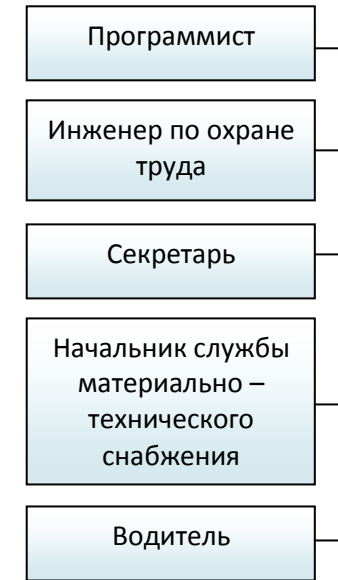 Программист
Инженер по охране
труда
Секретарь
Начальник службы
материально –
технического
снабжения
Водитель